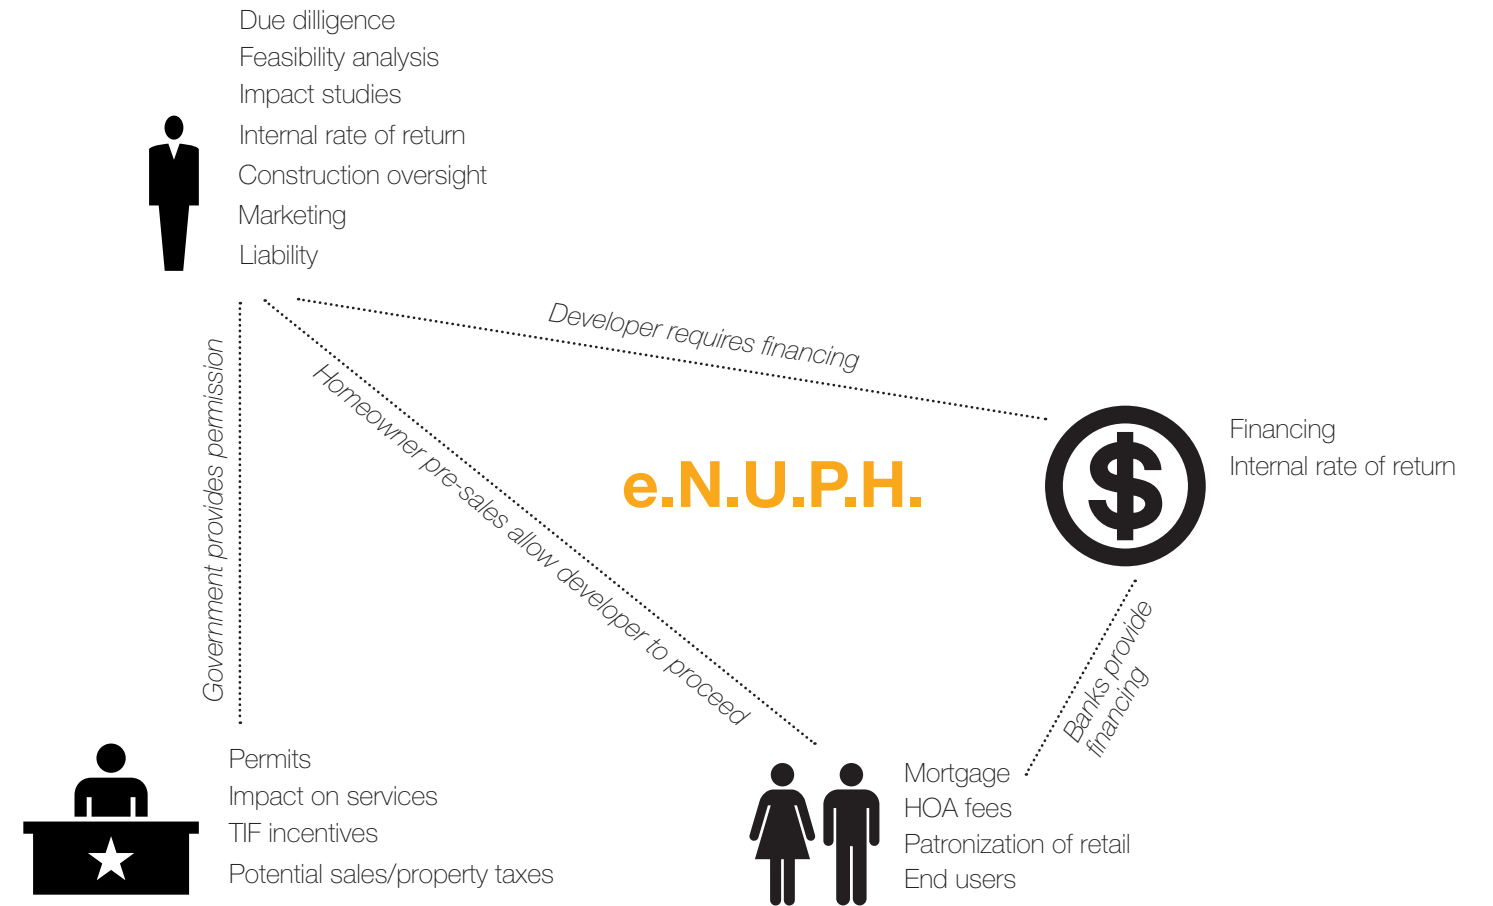 Due dilligence
Feasibility analysis
Impact studies
Internal rate of return
Construction oversight
Marketing
Liability
Developer requires financing
Government provides permission
Homeowner pre-sales allow developer to proceed
e.N.U.P.H.
$
Financing
Internal rate of return
Banks provide
financing
Permits
Impact on services
TIF incentives
Potential sales/property taxes
Mortgage
HOA fees
Patronization of retail
End users